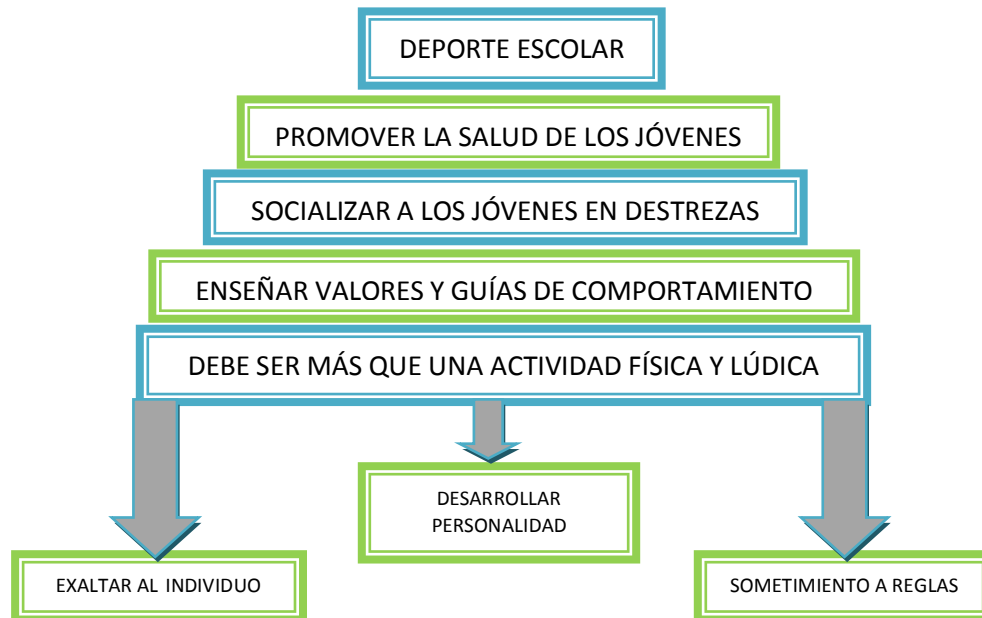 DEPORTE ESCOLAR
PROMOVER LA SALUD DE LOS JÓVENES
SOCIALIZAR A LOS JÓVENES EN DESTREZAS
ENSEÑAR VALORES Y GUÍAS DE COMPORTAMIENTO
DEBE SER MÁS QUE UNA ACTIVIDAD FÍSICA Y LÚDICA
DESARROLLAR
PERSONALIDAD
EXALTAR AL INDIVIDUO
SOMETIMIENTO A REGLAS